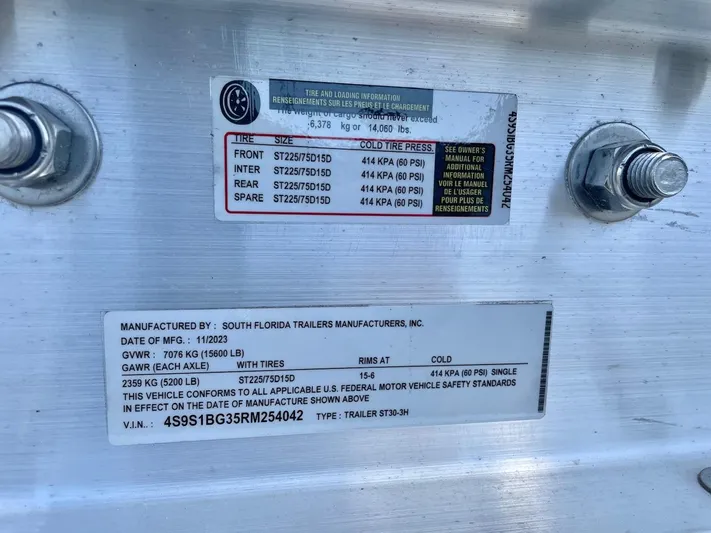 TIRE AND LOADING INFORMATION
RENSEIGNEMENTS SUR LES PNEUS ET LE CHARGEMENT
The weight of cargo should never exceed
6,378 kg or 14,060 lbs.
TIRE SIZE COLD TIRE PRESS.
FRONT ST225/75D15D 414 KPA (60 PSI)
INTER ST225/75D15D 414 KPA (60 PSI)
REAR ST225/75D15D 414 KPA (60 PSI)
SPARE ST225/75D15D 414 KPA (60 PSI)
SEE OWNER'S
MANUAL FOR
ADDITIONAL
INFORMATION
VOIR LE MANUEL
DE L'USAGER
POUR PLUS DE
RENSEIGNEMENTS
4S9S1BG35RM254042
MANUFACTURED BY : SOUTH FLORIDA TRAILERS MANUFACTURERS, INC.
DATE OF MFG. : 11/2023
GVWR : 7076 KG (15600 LB)
GAWR (EACH AXLE) WITH TIRES RIMS AT COLD
2359 KG (5200 LB) ST225/75D15D 15-6 414 KPA (60 PSI) SINGLE
THIS VEHICLE CONFORMS TO ALL APPLICABLE U.S. FEDERAL MOTOR VEHICLE SAFETY STANDARDS
IN EFFECT ON THE DATE OF MANUFACTURE SHOWN ABOVE
V.I.N.. : 4S9S1BG35RM254042 TYPE : TRAILER ST30-3H